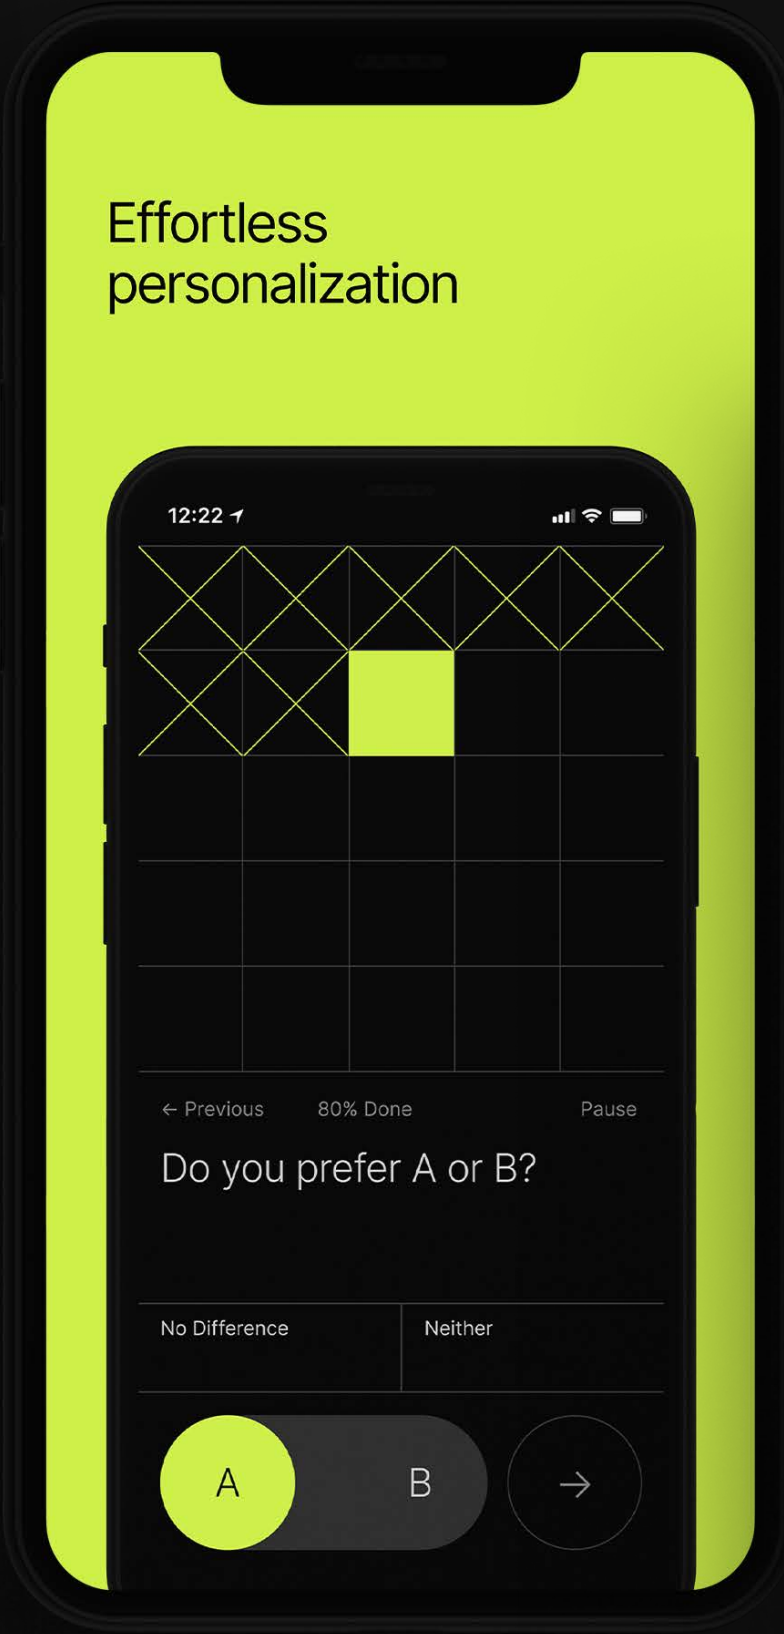 Effortless
personalization
12:22
← Previous 80% Done Pause
Do you prefer A or B?
No Difference Neither
A B →